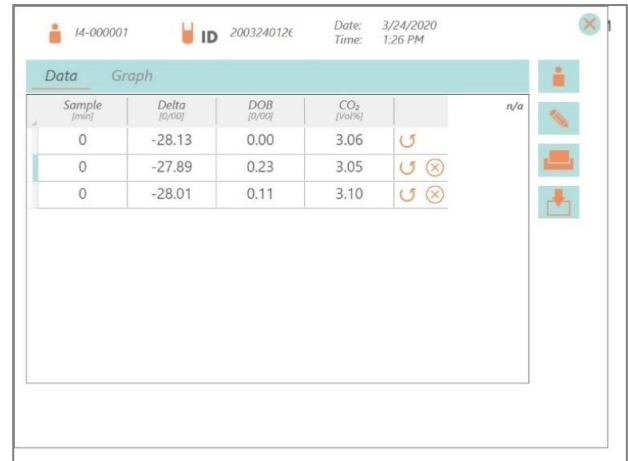 I4-000001 ID 200324012 Date: 3/24/2020
Time: 1:26 PM
Data Graph
Sample Delta DOB CO₂ n/a
[min] [0/00] [0/00] [Vol%]
0 -28.13 0.00 3.06
0 -27.89 0.23 3.05
0 -28.01 0.11 3.10